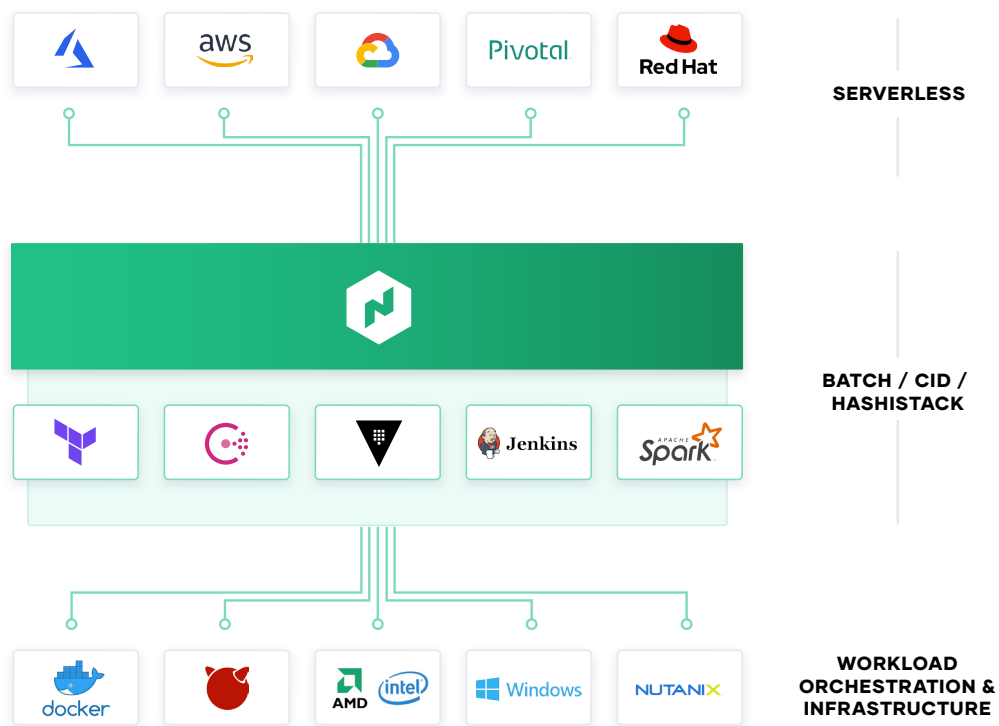 aws
Pivotal
Red Hat
SERVERLESS
BATCH / CID /
HASHISTACK
Jenkins
APACHE
Spark
docker
AMD
intel
Windows
NUTANIX
WORKLOAD
ORCHESTRATION &
INFRASTRUCTURE